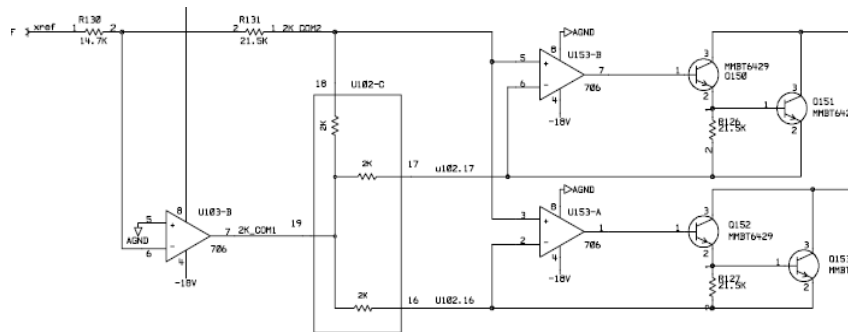 F xref 1 R130 2
14.7K
2 R131 1 2K_COM2
21.5K
AGND
8 U153-B
5 +
6 -
7
706
4
-18V
1
3
MMBT6429
Q150
2
1
3
Q151
MMBT642
2
R126
21.5K
2
18 U102-C
2K
2K
17 u102.17
AGND
8 U153-A
3 +
2 -
1
706
4
-18V
1
3
Q152
MMBT6429
2
1
3
Q153
MMB
2
R127
21.5K
8 U103-B
5 +
AGND
6 -
7 2K_COM1 19
706
4
-18V
2K
16 U102.16